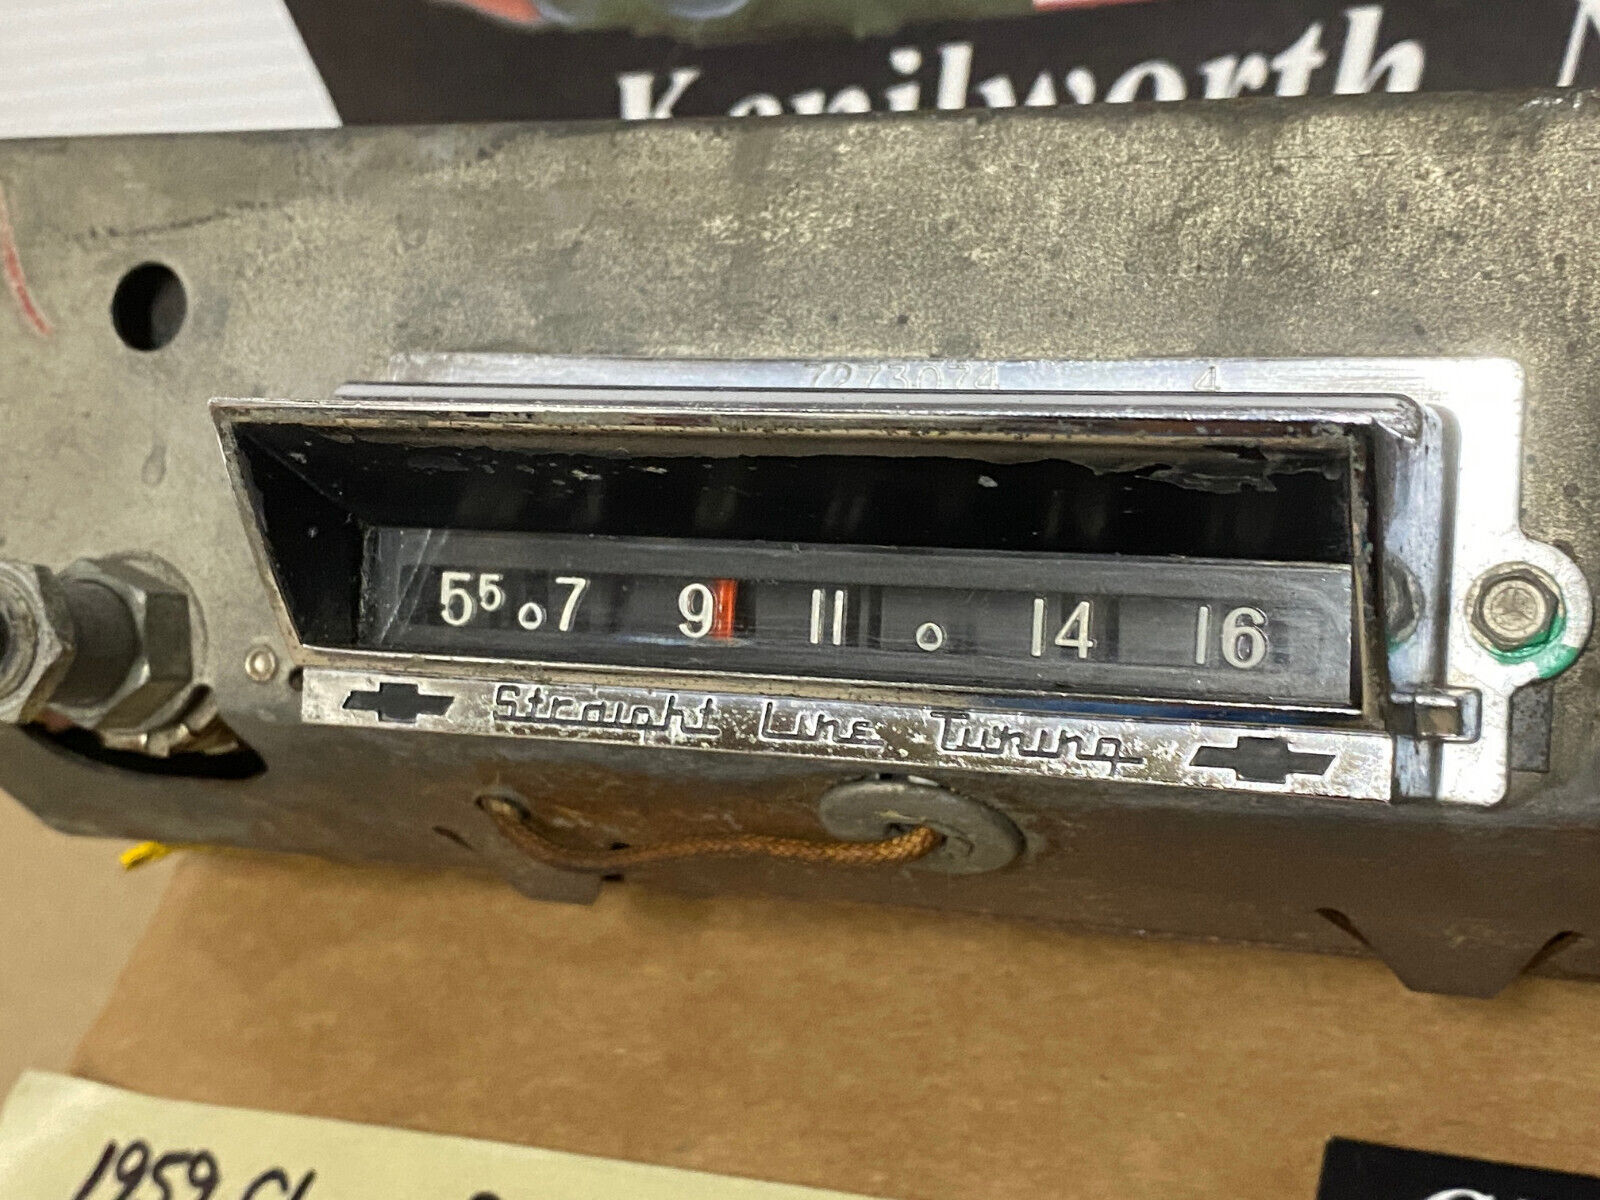 Kenilworth
7273074 4
5⁵ 7 9 11 14 16
Straight Line Tuning
1959